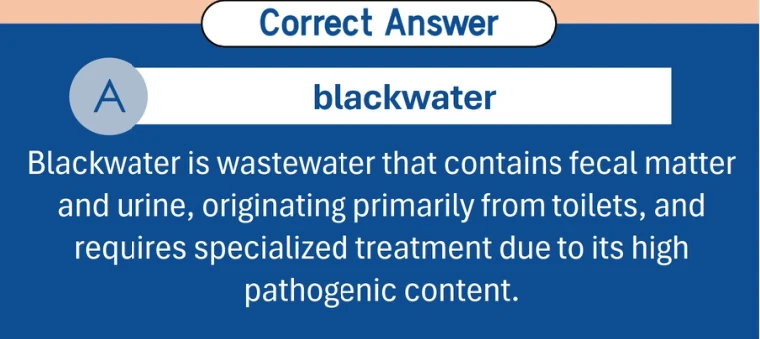 Correct Answer
A
blackwater
Blackwater is wastewater that contains fecal matter
and urine, originating primarily from toilets, and
requires specialized treatment due to its high
pathogenic content.